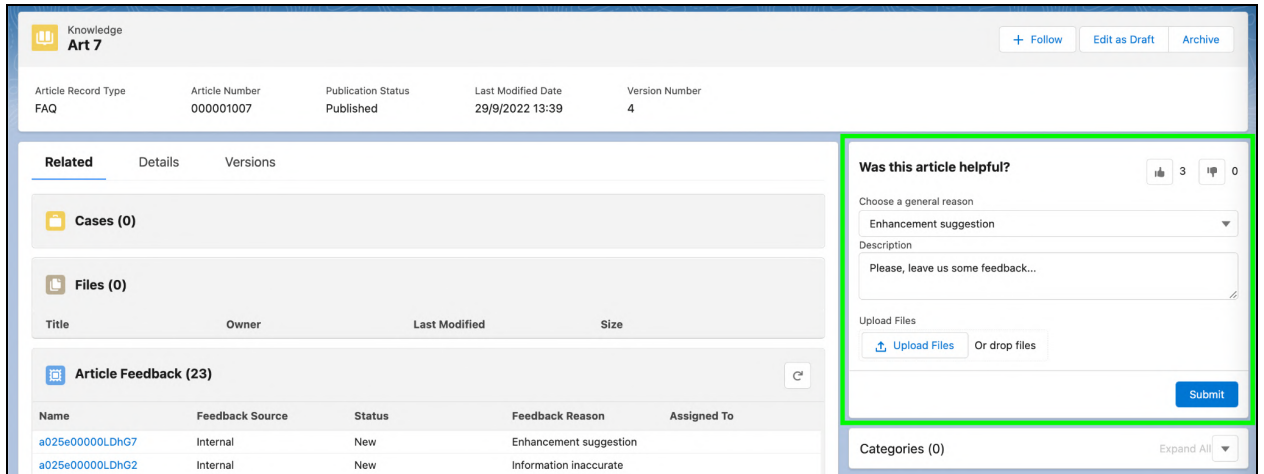 Knowledge
Art 7
+ Follow Edit as Draft Archive
Article Record Type Article Number Publication Status Last Modified Date Version Number
FAQ 000001007 Published 29/9/2022 13:39 4
Related Details Versions
Cases (0)
Files (0)
Title Owner Last Modified Size
Article Feedback (23)
Name Feedback Source Status Feedback Reason Assigned To
a025e00000LDhG7 Internal New Enhancement suggestion
a025e00000LDhG2 Internal New Information inaccurate
Was this article helpful? 3 0
Choose a general reason
Enhancement suggestion
Description
Please, leave us some feedback...
Upload Files
Upload Files Or drop files
Submit
Categories (0) Expand All